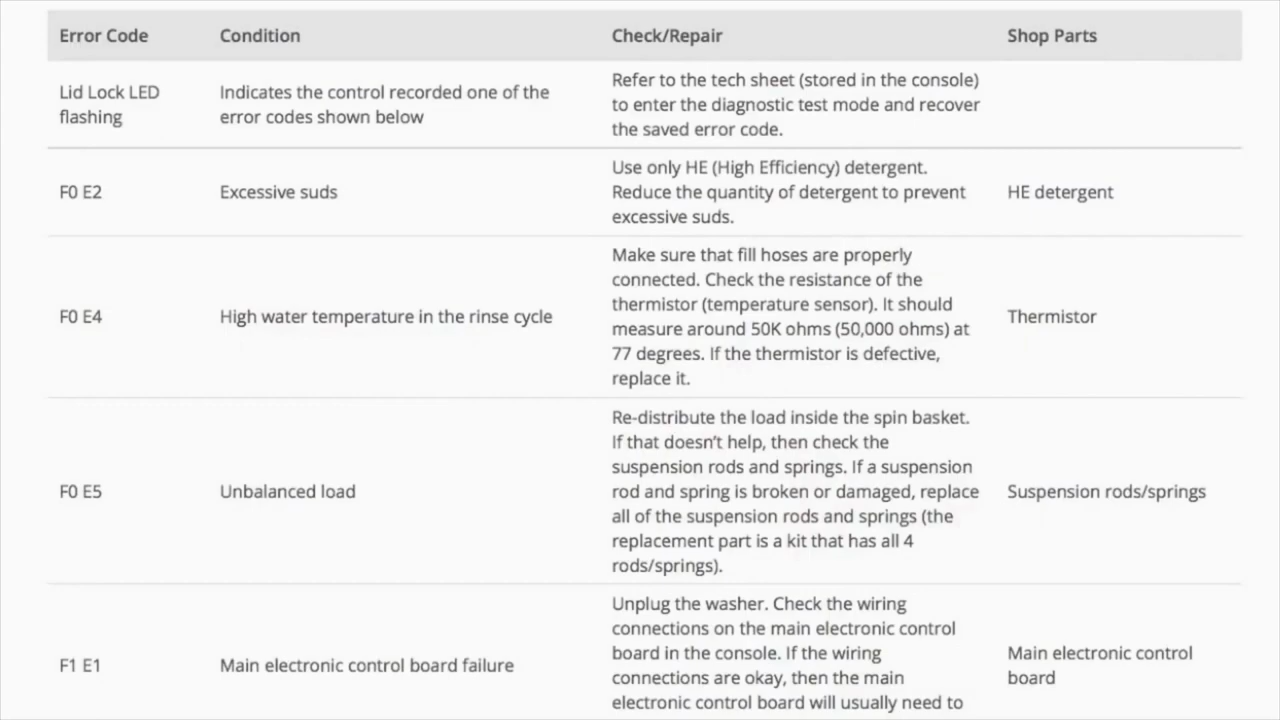 Error Code Condition Check/Repair Shop Parts
Lid Lock LED
flashing
Indicates the control recorded one of the
error codes shown below
Refer to the tech sheet (stored in the console)
to enter the diagnostic test mode and recover
the saved error code.
F0 E2
Excessive suds
Use only HE (High Efficiency) detergent.
Reduce the quantity of detergent to prevent
excessive suds.
HE detergent
F0 E4
High water temperature in the rinse cycle
Make sure that fill hoses are properly
connected. Check the resistance of the
thermistor (temperature sensor). It should
measure around 50K ohms (50,000 ohms) at
77 degrees. If the thermistor is defective,
replace it.
Thermistor
F0 E5
Unbalanced load
Re-distribute the load inside the spin basket.
If that doesn't help, then check the
suspension rods and springs. If a suspension
rod and spring is broken or damaged, replace
all of the suspension rods and springs (the
replacement part is a kit that has all 4
rods/springs).
Suspension rods/springs
F1 E1
Main electronic control board failure
Unplug the washer. Check the wiring
connections on the main electronic control
board in the console. If the wiring
connections are okay, then the main
electronic control board will usually need to
Main electronic control
board